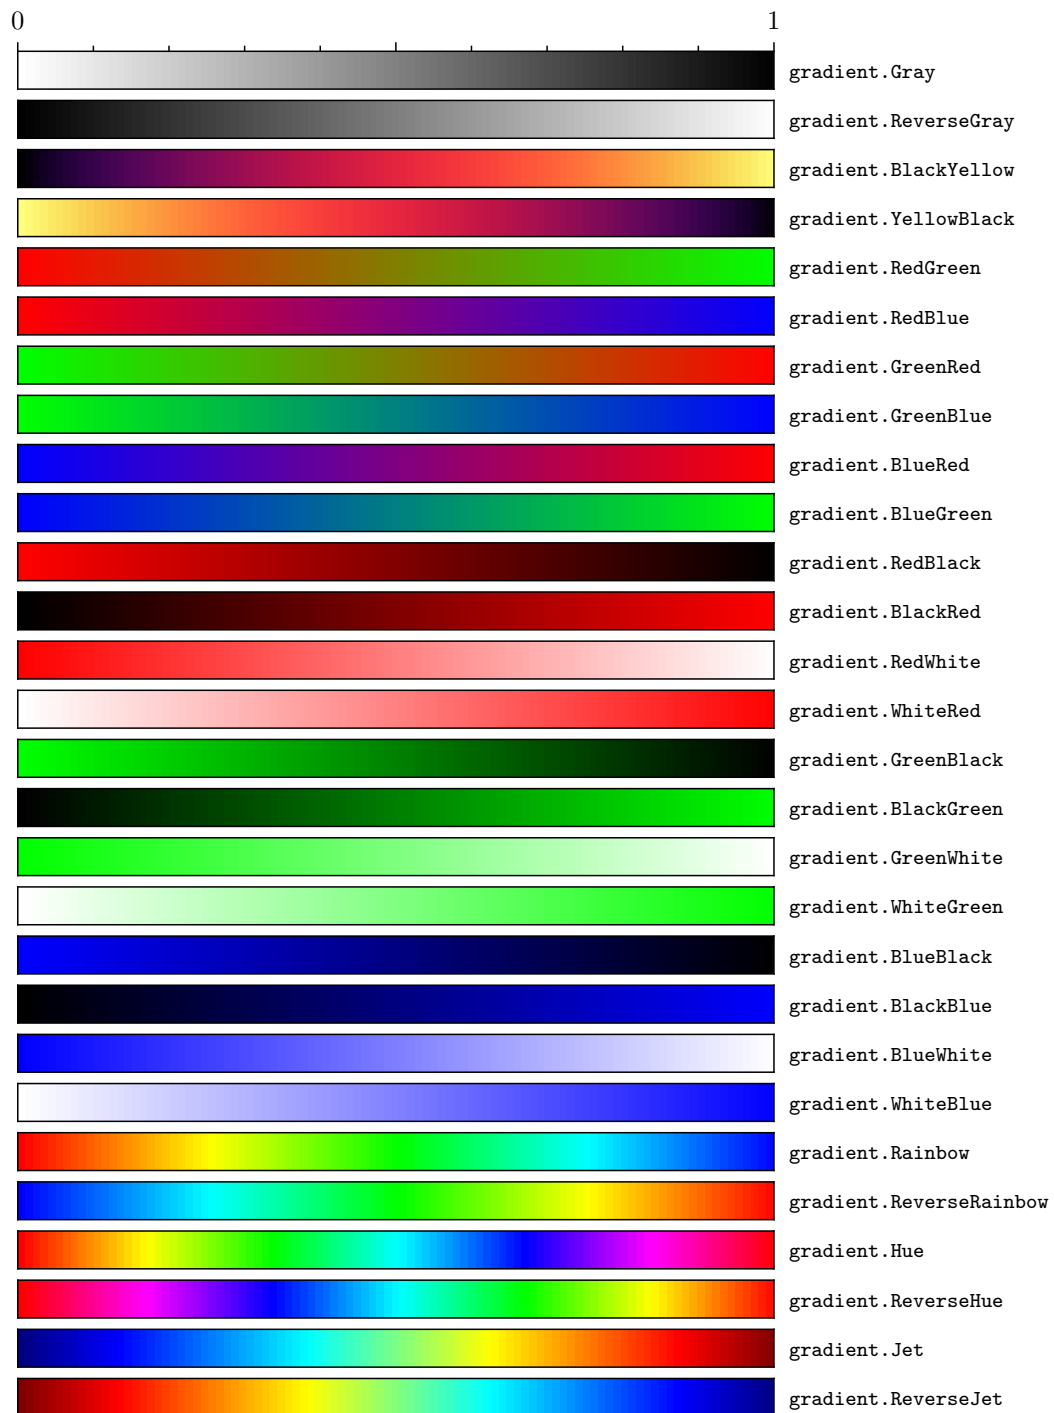 0 1
gradient.Gray
gradient.ReverseGray
gradient.BlackYellow
gradient.YellowBlack
gradient.RedGreen
gradient.RedBlue
gradient.GreenRed
gradient.GreenBlue
gradient.BlueRed
gradient.BlueGreen
gradient.RedBlack
gradient.BlackRed
gradient.RedWhite
gradient.WhiteRed
gradient.GreenBlack
gradient.BlackGreen
gradient.GreenWhite
gradient.WhiteGreen
gradient.BlueBlack
gradient.BlackBlue
gradient.BlueWhite
gradient.WhiteBlue
gradient.Rainbow
gradient.ReverseRainbow
gradient.Hue
gradient.ReverseHue
gradient.Jet
gradient.ReverseJet